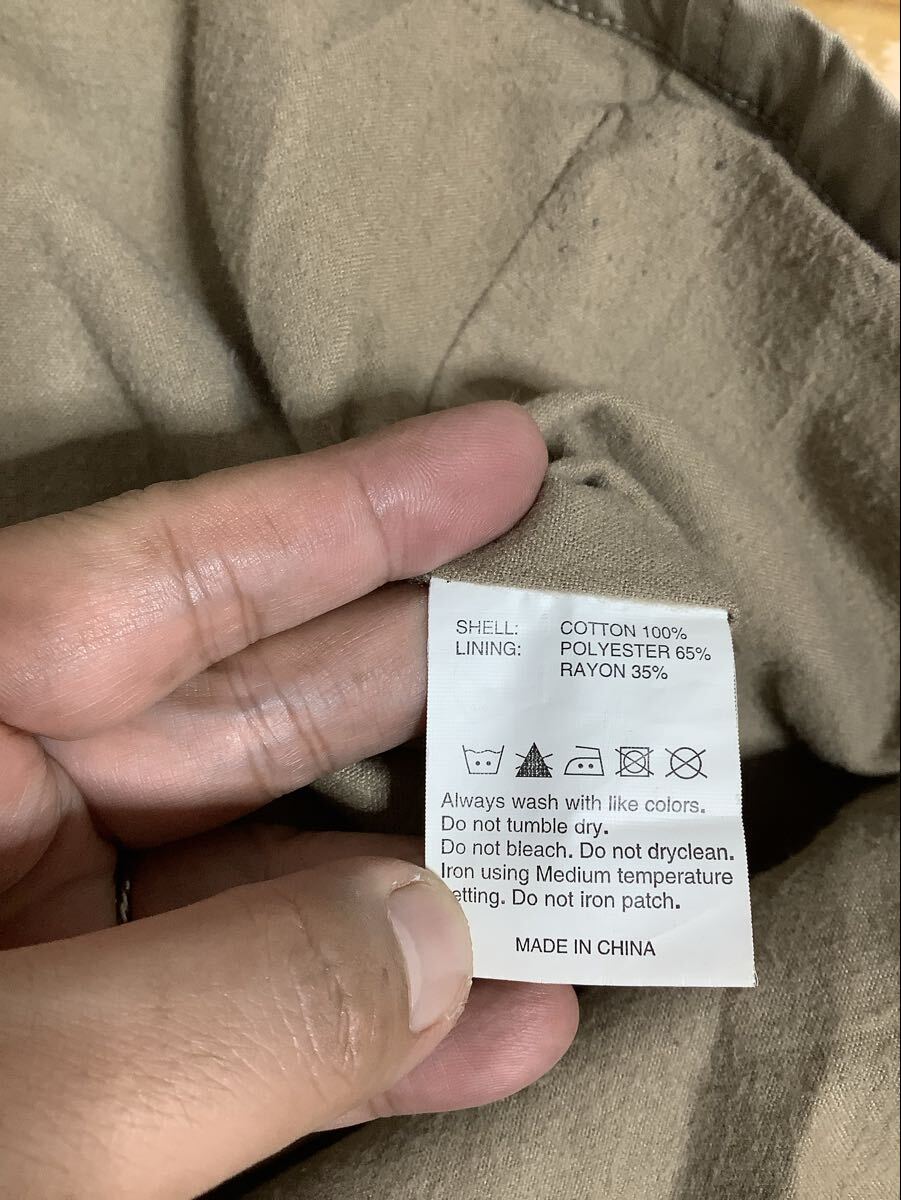 SHELL: COTTON 100%
LINING: POLYESTER 65%
RAYON 35%
Always wash with like colors.
Do not tumble dry.
Do not bleach. Do not dryclean.
Iron using Medium temperature
etting. Do not iron patch.
MADE IN CHINA